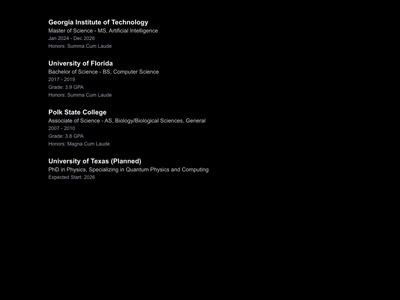 Georgia Institute of Technology
Master of Science - MS, Artificial Intelligence
Jan 2024 - Dec 2026
Honors: Summa Cum Laude
University of Florida
Bachelor of Science - BS, Computer Science
2017 - 2019
Grade: 3.9 GPA
Honors: Summa Cum Laude
Polk State College
Associate of Science - AS, Biology/Biological Sciences, General
2007 - 2010
Grade: 3.8 GPA
Honors: Magna Cum Laude
University of Texas (Planned)
PhD in Physics, Specializing in Quantum Physics and Computing
Expected Start: 2026